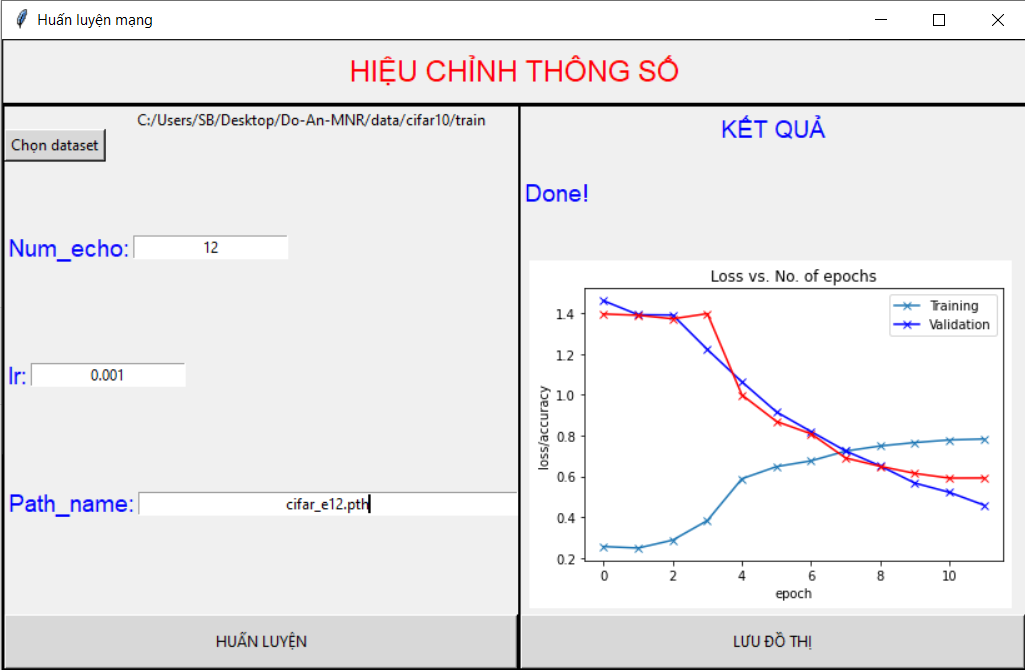 Huấn luyện mạng
HIỆU CHỈNH THÔNG SỐ
C:/Users/SB/Desktop/Do-An-MNR/data/cifar10/train
Chọn dataset
Num_echo: 12
lr: 0.001
Path_name: cifar_e12.pth
HUẤN LUYỆN
KẾT QUẢ
Done!
Loss vs. No. of epochs
Training
Validation
loss/accuracy
1.4
1.2
1.0
0.8
0.6
0.4
0.2
0 2 4 6 8 10
epoch
LƯU ĐỒ THỊ